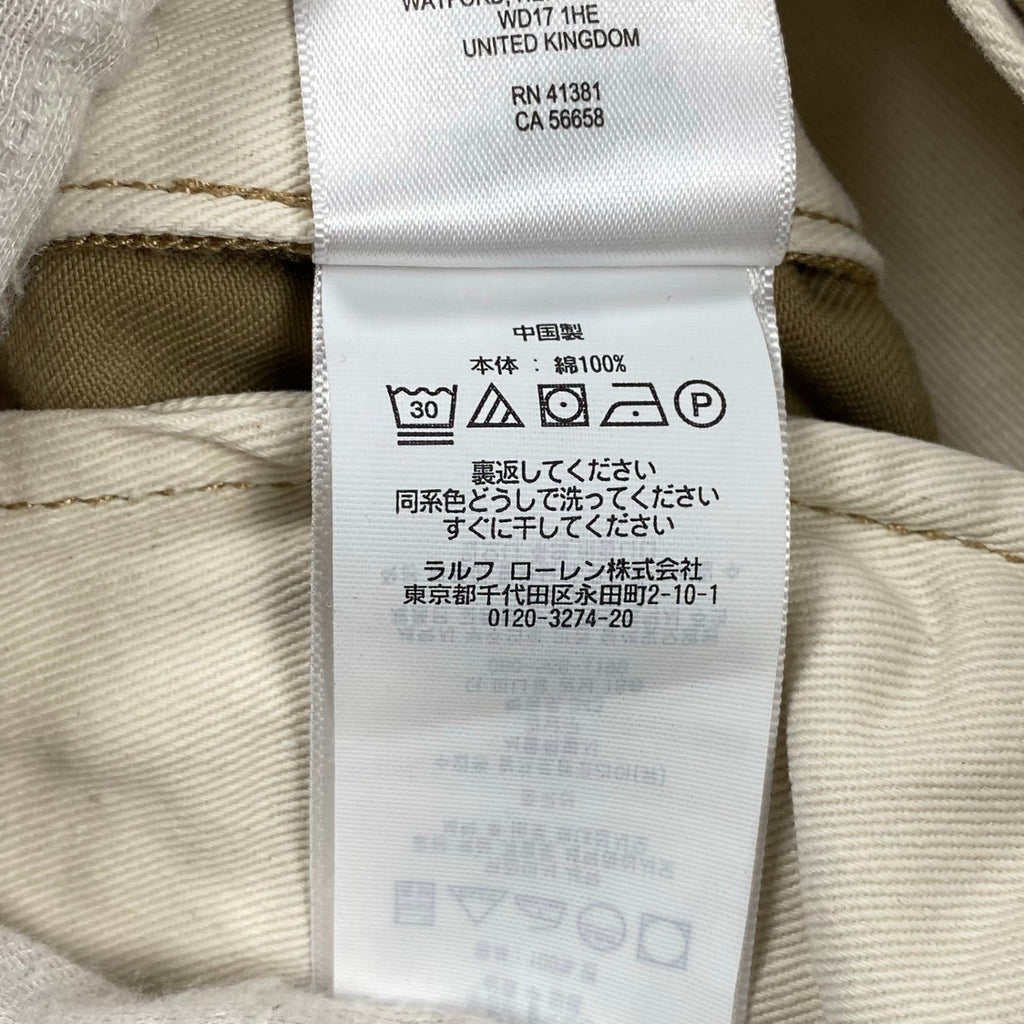 WD17 1HE
UNITED KINGDOM
RN 41381
CA 56658
中国製
本体 : 綿100%
30
P
裏返してください
同系色どうしで洗ってください
すぐに干してください
ラルフ ローレン株式会社
東京都千代田区永田町2-10-1
0120-3274-20